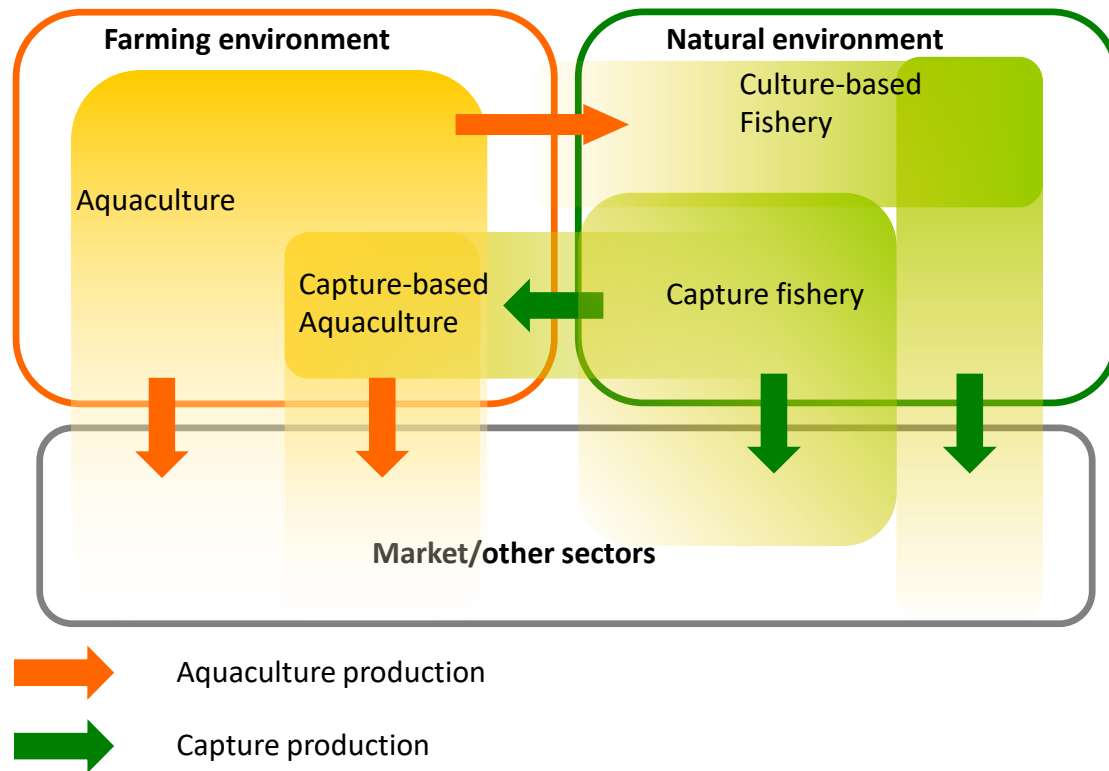 Farming environment
Natural environment
Culture-based
Fishery
Aquaculture
Capture-based
Aquaculture
Capture fishery
Market/other sectors
Aquaculture production
Capture production